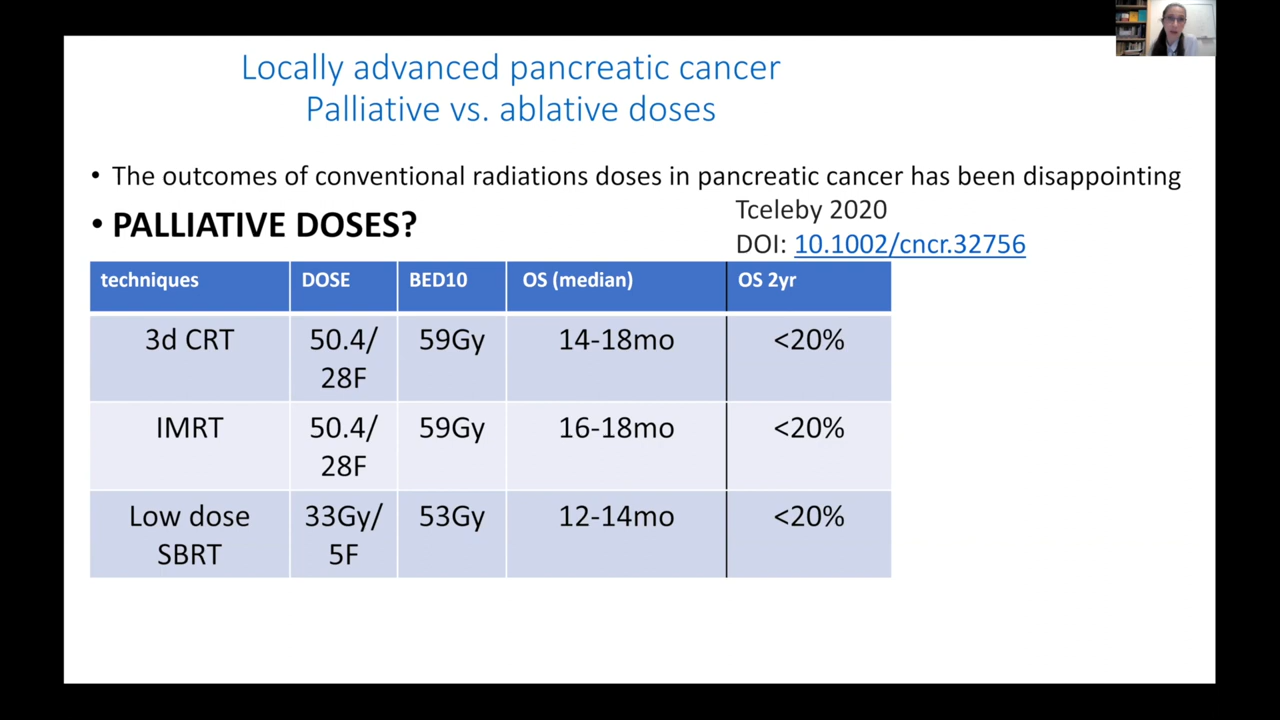 Locally advanced pancreatic cancer
Palliative vs. ablative doses
• The outcomes of conventional radiations doses in pancreatic cancer has been disappointing
• PALLIATIVE DOSES?
Tceleby 2020
DOI: 10.1002/cncr.32756
techniques DOSE BED10 OS (median) OS 2yr
3d CRT 50.4/ 59Gy 14-18mo <20%
28F
IMRT 50.4/ 59Gy 16-18mo <20%
28F
Low dose 33Gy/ 53Gy 12-14mo <20%
SBRT 5F